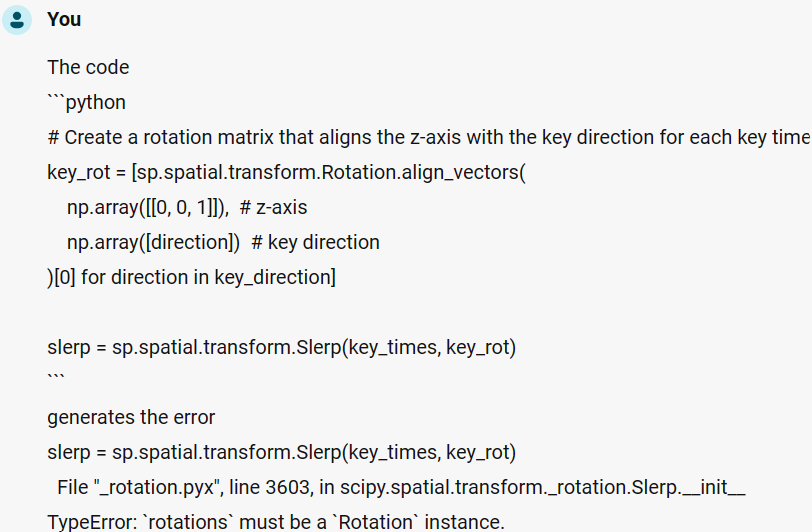 You
The code
```python
# Create a rotation matrix that aligns the z-axis with the key direction for each key time
key_rot = [sp.spatial.transform.Rotation.align_vectors(
    np.array([[0, 0, 1]]),  # z-axis
    np.array([direction])  # key direction
)[0] for direction in key_direction]

slerp = sp.spatial.transform.Slerp(key_times, key_rot)
```
generates the error
slerp = sp.spatial.transform.Slerp(key_times, key_rot)
  File "_rotation.pyx", line 3603, in scipy.spatial.transform._rotation.Slerp.__init__
TypeError: `rotations` must be a `Rotation` instance.